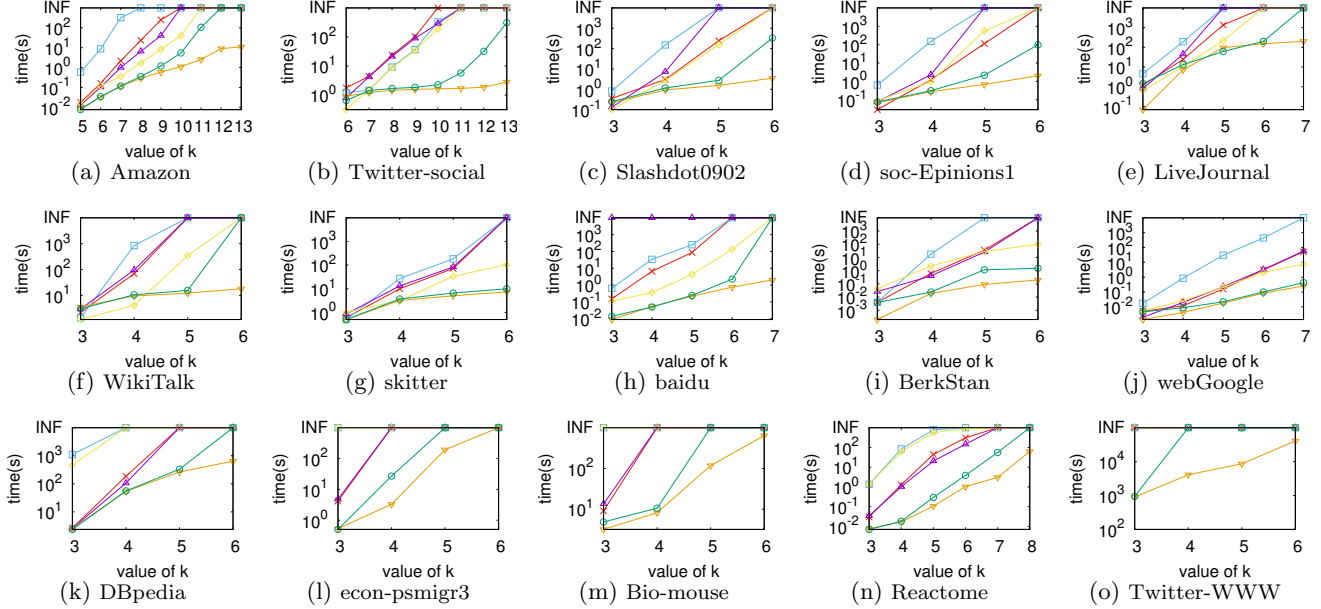 INF
10³
10²
10¹
10⁰
10⁻¹
10⁻²
time(s)
5 6 7 8 9 10 11 12 13
value of k
(a) Amazon
INF
10²
10¹
10⁰
time(s)
6 7 8 9 10 11 12 13
value of k
(b) Twitter-social
INF
10³
10²
10¹
10⁰
10⁻¹
time(s)
3 4 5 6
value of k
(c) Slashdot0902
INF
10³
10²
10¹
10⁰
10⁻¹
time(s)
3 4 5 6
value of k
(d) soc-Epinions1
INF
10³
10²
10¹
10⁰
10⁻¹
time(s)
3 4 5 6 7
value of k
(e) LiveJournal
INF
10³
10²
10¹
time(s)
3 4 5 6
value of k
(f) WikiTalk
INF
10²
10¹
10⁰
time(s)
3 4 5 6
value of k
(g) skitter
INF
10³
10²
10¹
10⁰
10⁻¹
10⁻²
time(s)
3 4 5 6 7
value of k
(h) baidu
INF
10³
10²
10¹
10⁰
10⁻¹
10⁻²
10⁻³
time(s)
3 4 5 6
value of k
(i) BerkStan
INF
10³
10²
10¹
10⁰
10⁻¹
10⁻²
time(s)
3 4 5 6 7
value of k
(j) webGoogle
INF
10³
10²
10¹
time(s)
3 4 5 6
value of k
(k) DBpedia
INF
10²
10¹
10⁰
time(s)
3 4 5 6
value of k
(l) econ-psmigr3
INF
10²
10¹
time(s)
3 4 5 6
value of k
(m) Bio-mouse
INF
10²
10¹
10⁰
10⁻¹
10⁻²
time(s)
3 4 5 6 7 8
value of k
(n) Reactome
INF
10⁴
10³
10²
time(s)
3 4 5 6
value of k
(o) Twitter-WWW